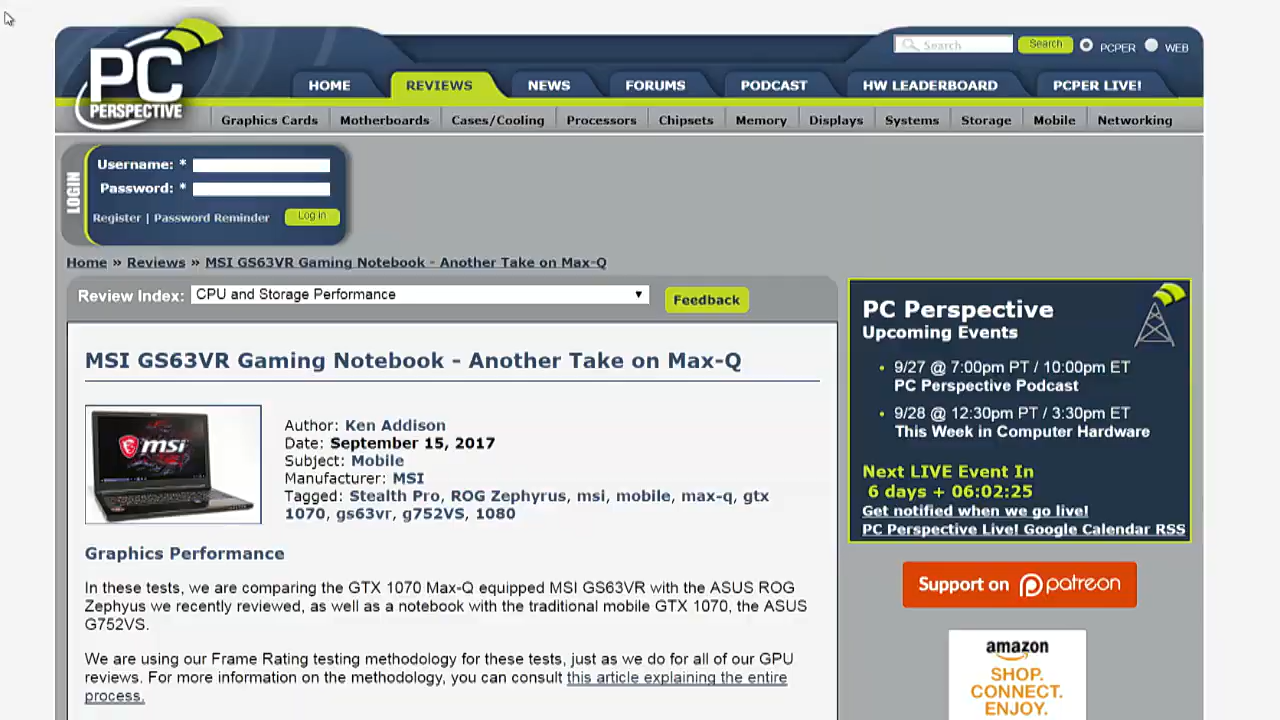 PC
PERSPECTIVE
Search
Search
PCPER
WEB
HOME
REVIEWS
NEWS
FORUMS
PODCAST
HW LEADERBOARD
PCPER LIVE!
Graphics Cards
Motherboards
Cases/Cooling
Processors
Chipsets
Memory
Displays
Systems
Storage
Mobile
Networking
LOGIN
Username: *
Password: *
Register | Password Reminder
Log in
Home » Reviews » MSI GS63VR Gaming Notebook - Another Take on Max-Q
Review Index: CPU and Storage Performance
Feedback
MSI GS63VR Gaming Notebook - Another Take on Max-Q
msi
Author: Ken Addison
Date: September 15, 2017
Subject: Mobile
Manufacturer: MSI
Tagged: Stealth Pro, ROG Zephyrus, msi, mobile, max-q, gtx
1070, gs63vr, g752VS, 1080
Graphics Performance
In these tests, we are comparing the GTX 1070 Max-Q equipped MSI GS63VR with the ASUS ROG
Zephyus we recently reviewed, as well as a notebook with the traditional mobile GTX 1070, the ASUS
G752VS.
We are using our Frame Rating testing methodology for these tests, just as we do for all of our GPU
reviews. For more information on the methodology, you can consult this article explaining the entire
process.
PC Perspective
Upcoming Events
• 9/27 @ 7:00pm PT / 10:00pm ET
PC Perspective Podcast
• 9/28 @ 12:30pm PT / 3:30pm ET
This Week in Computer Hardware
Next LIVE Event In
6 days + 06:02:25
Get notified when we go live!
PC Perspective Live! Google Calendar RSS
Support on patreon
amazon
SHOP.
CONNECT.
ENJOY.